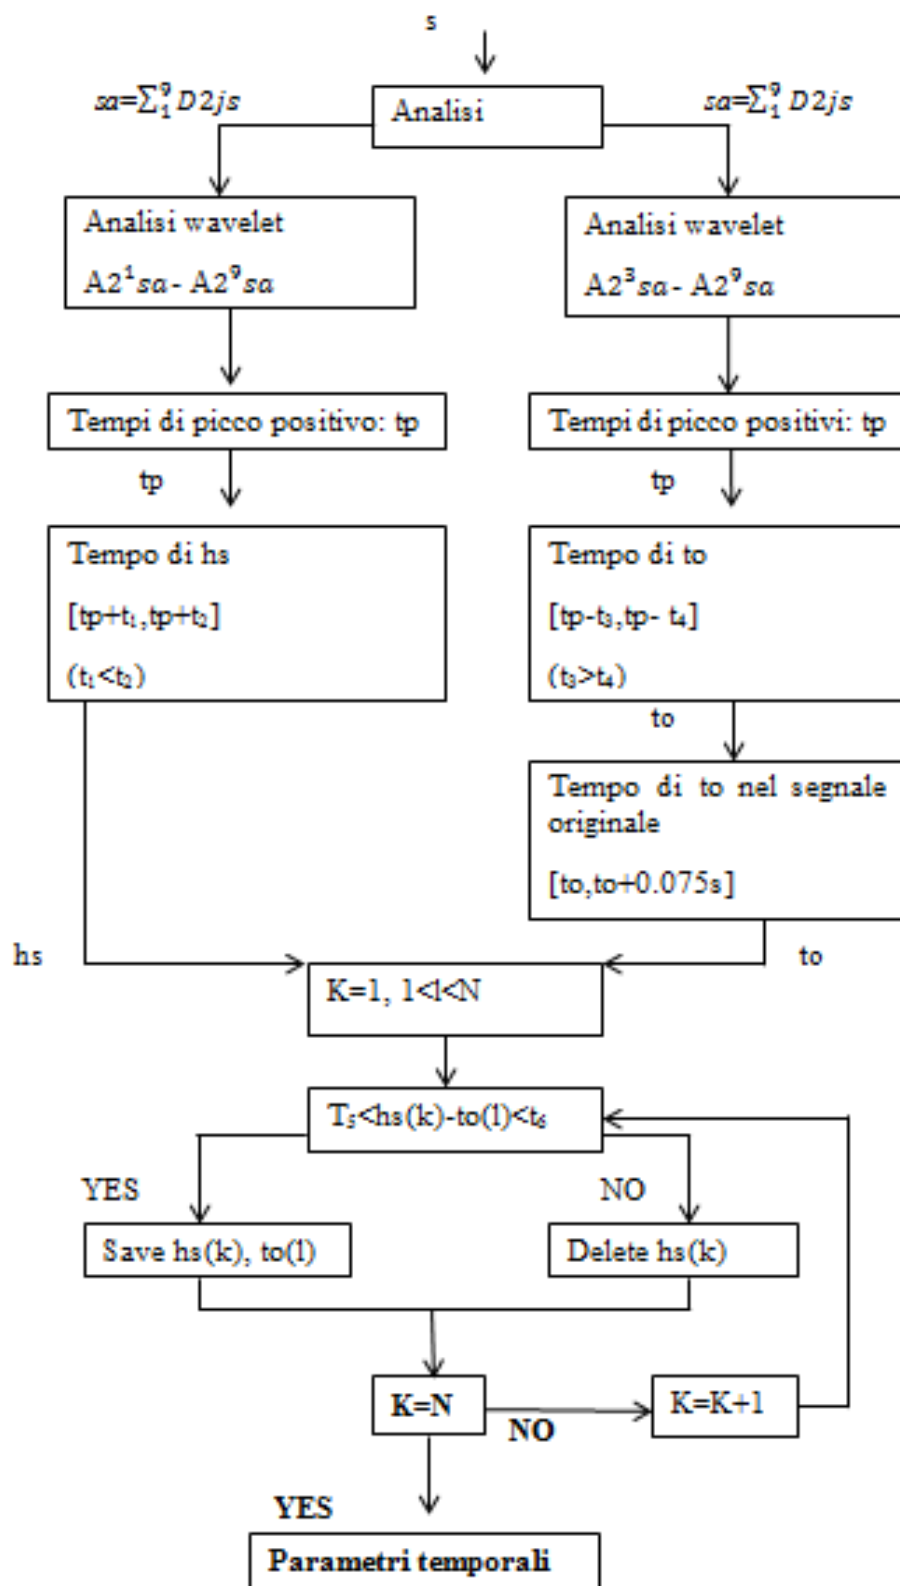 s
sa=∑₁⁹ D2js
sa=∑₁⁹ D2js
Analisi
Analisi wavelet
A2¹sa - A2⁹sa
Analisi wavelet
A2³sa - A2⁹sa
Tempi di picco positivo: tp
Tempi di picco positivi: tp
tp
tp
Tempo di hs
[tp+t₁,tp+t₂]
(t₁<t₂)
Tempo di to
[tp-t₃,tp- t₄]
(t₃>t₄)
to
Tempo di to nel segnale
originale
[to,to+0.075s]
hs
to
K=1, 1<l<N
T₅<hs(k)-to(l)<t₆
YES
NO
Save hs(k), to(l)
Delete hs(k)
K=N
NO
K=K+1
YES
Parametri temporali